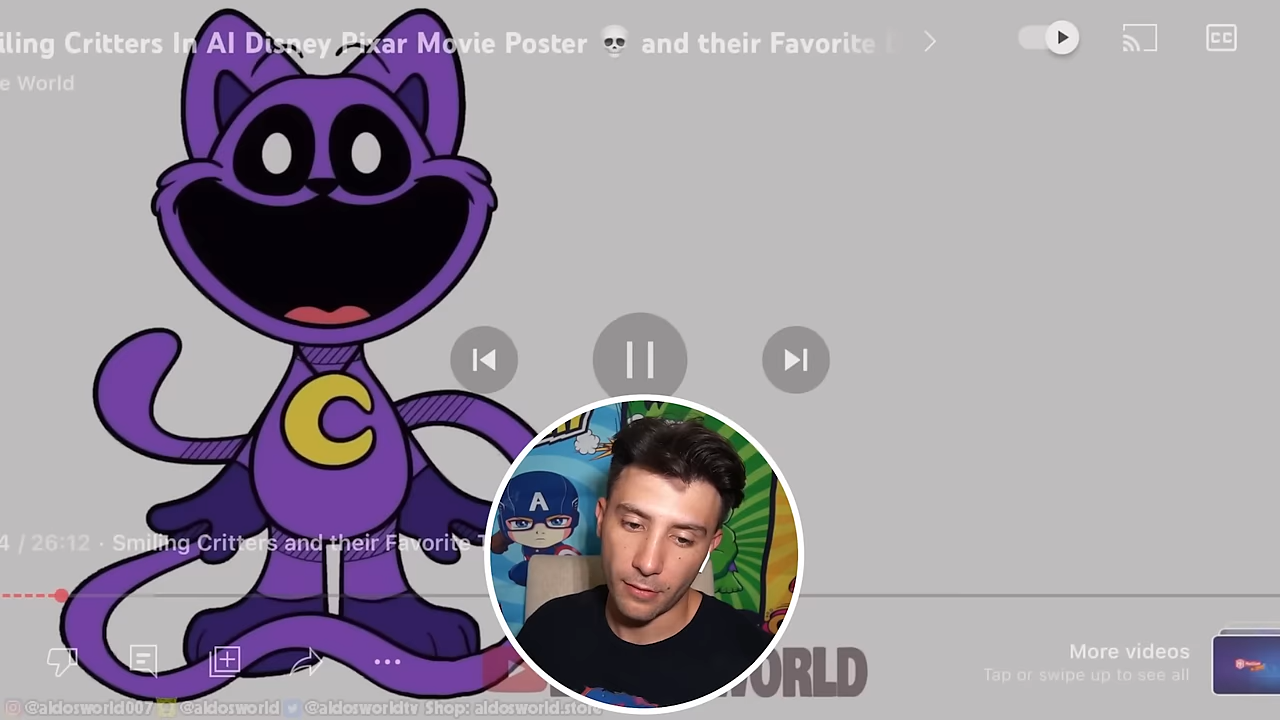 iling Critters In AI Disney Pixar Movie Poster 💀 and their Favorite
CC
e World
C
A
4 / 26:12 · Smiling Critters and their Favorite T
More videos
Tap or swipe up to see all
WORLD
@aldosworld007 @aldosworld @aldosworldtv Shop: aldosworld.store